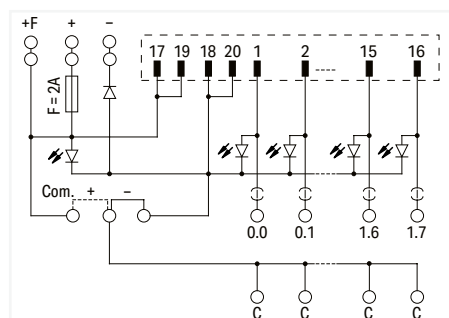 +F + −
17 19 18 20 1 2 15 16
F = 2A
Com. + −
0.0 0.1 1.6 1.7
C C C C